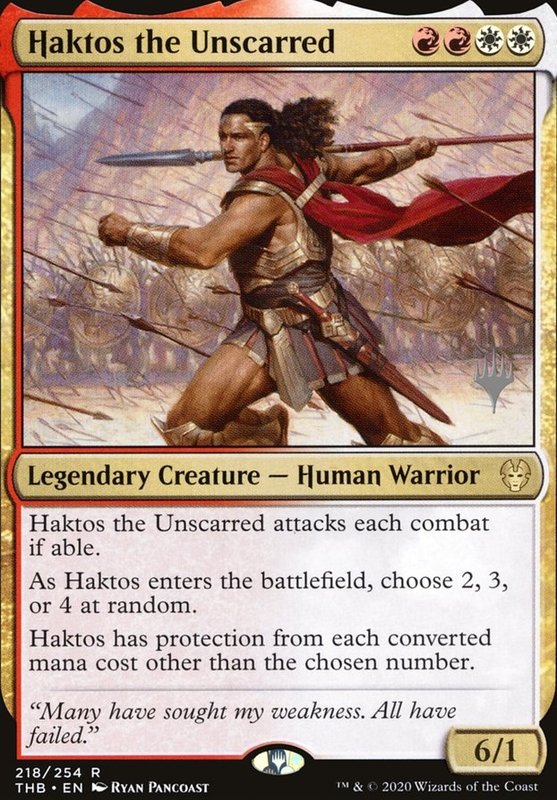 Haktos the Unscarred
Legendary Creature — Human Warrior
Haktos the Unscarred attacks each combat
if able.
As Haktos enters the battlefield, choose 2, 3,
or 4 at random.
Haktos has protection from each converted
mana cost other than the chosen number.
“Many have sought my weakness. All have
failed.”
6/1
218/254 R
THB • EN Ryan Pancoast
™ & © 2020 Wizards of the Coast